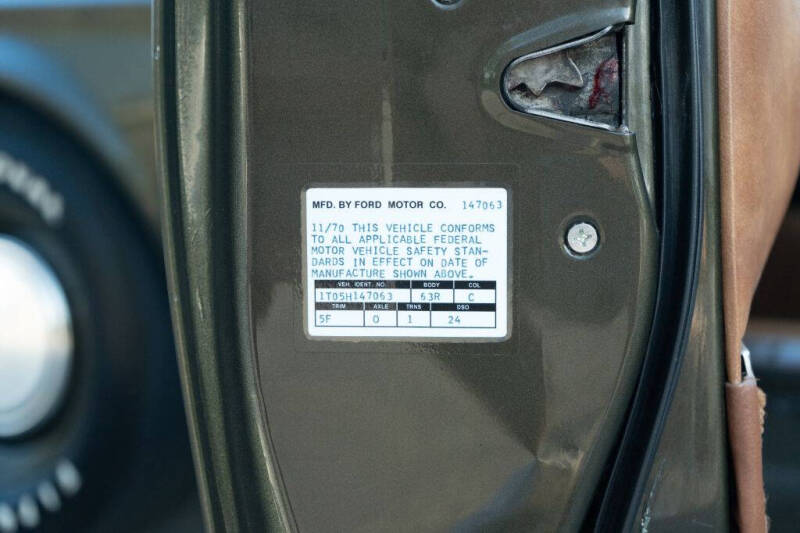 MFD. BY FORD MOTOR CO. 147063
11/70 THIS VEHICLE CONFORMS
TO ALL APPLICABLE FEDERAL
MOTOR VEHICLE SAFETY STAN-
DARDS IN EFFECT ON DATE OF
MANUFACTURE SHOWN ABOVE.
VEH. IDENT. NO. BODY COL
1T05H147063 63R C
TRIM AXLE TRNS DSO
5F O 1 24